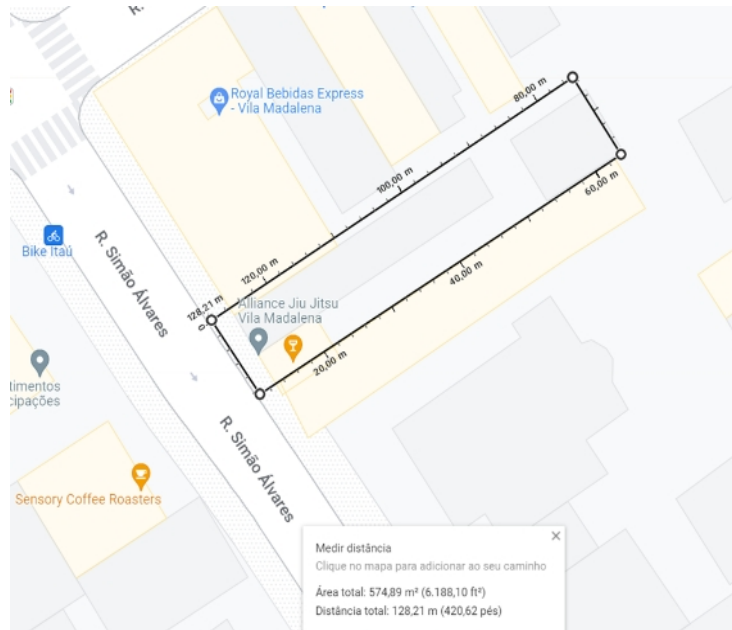 R.
Royal Bebidas Express
- Vila Madalena
80,00 m
100,00 m
60,00 m
Bike Itaú
R. Simão Álvares
120,00 m
40,00 m
128,21 m
0
Alliance Jiu Jitsu
Vila Madalena
20,00 m
timentos
cipações
R. Simão Álvares
Sensory Coffee Roasters
Medir distância
Clique no mapa para adicionar ao seu caminho
Área total: 574,89 m² (6.188,10 ft²)
Distância total: 128,21 m (420,62 pés)